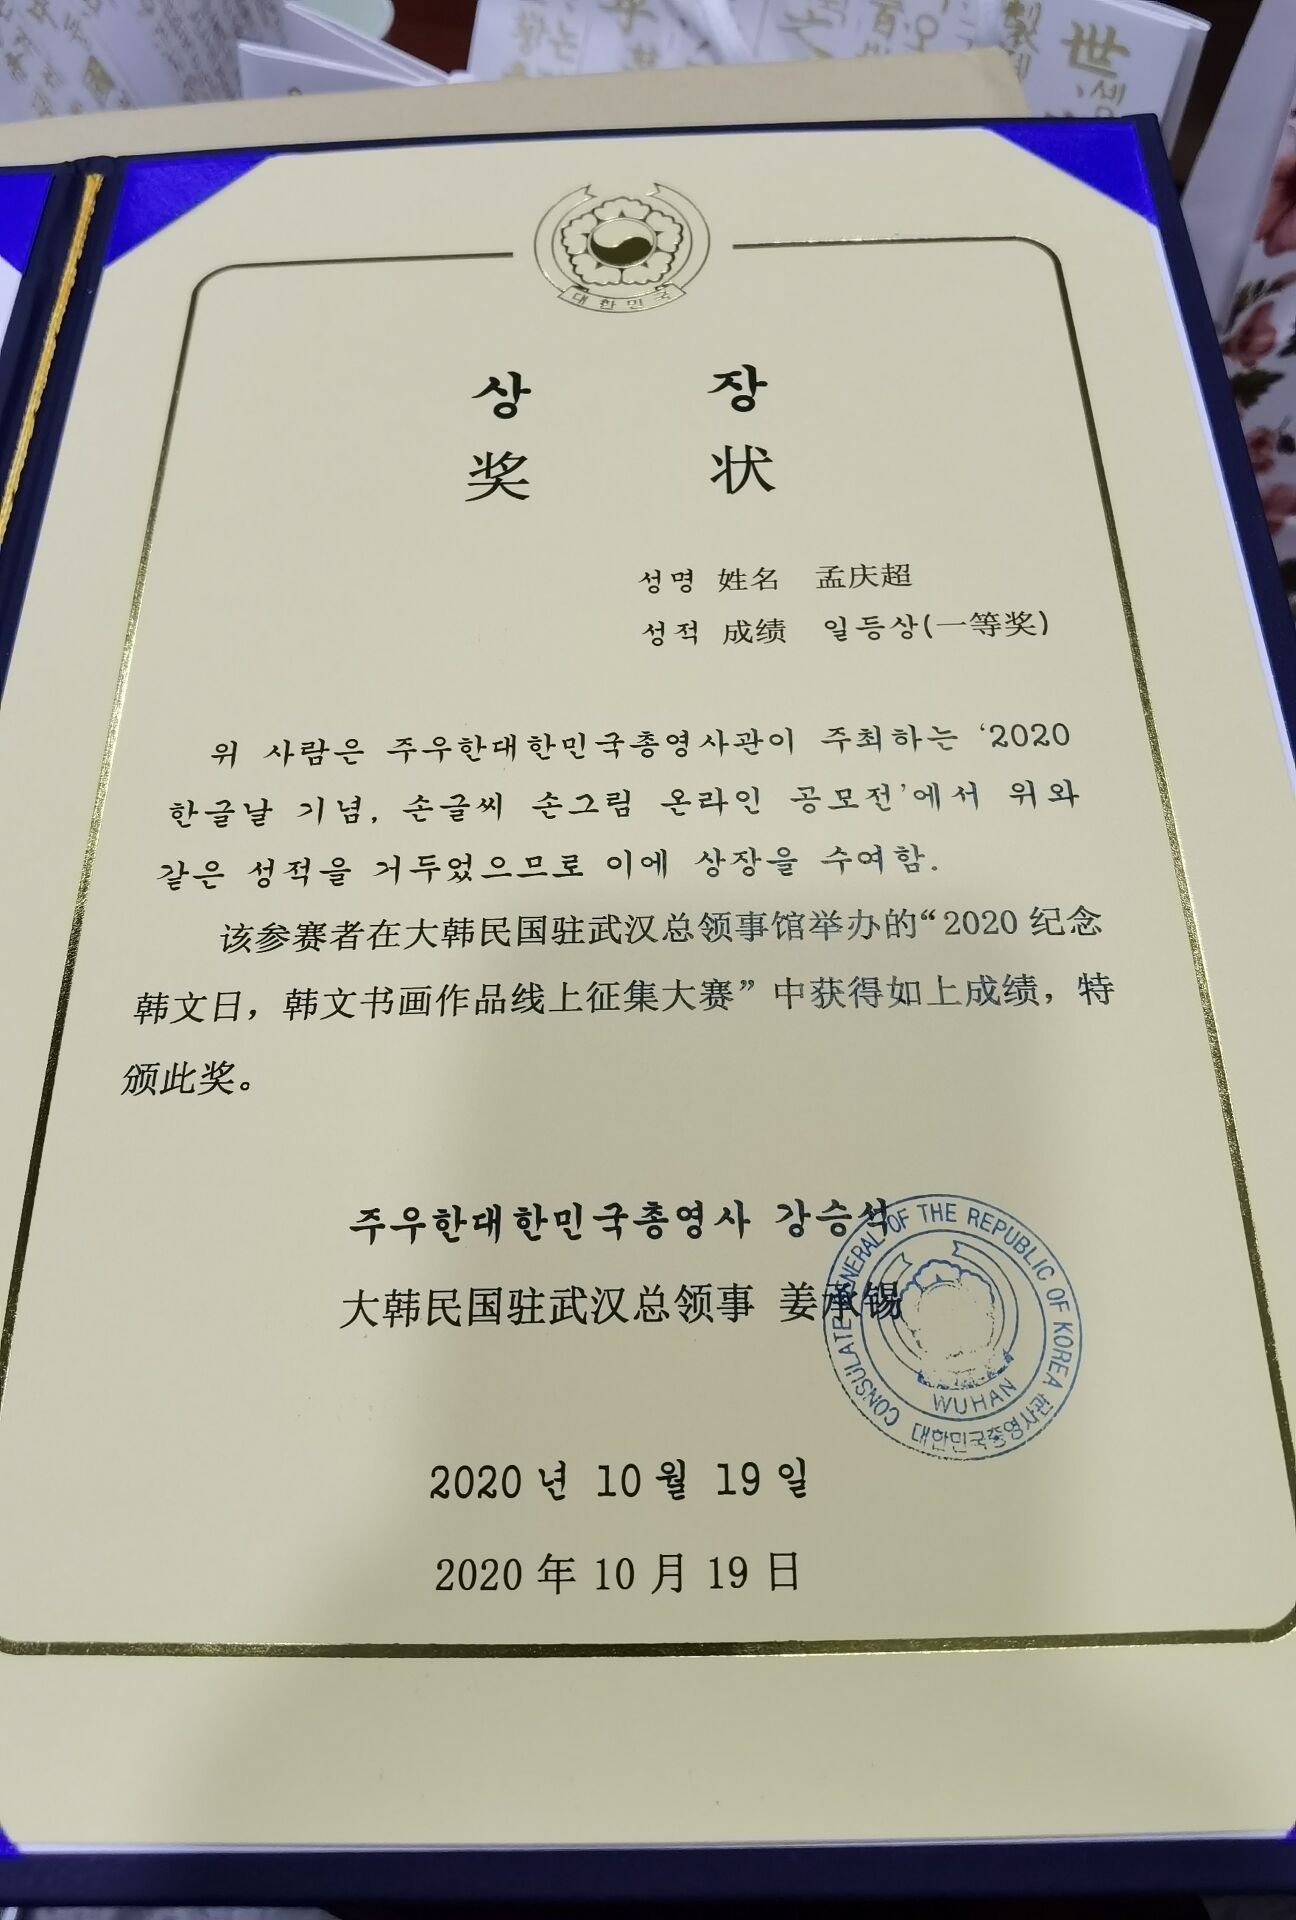 世
대한민국
상 장
奖 状
성명 姓名 孟庆超
성적 成绩 일등상(一等奖)
위 사람은 주우한대한민국총영사관이 주최하는 ‘2020
한글날 기념, 손글씨 손그림 온라인 공모전’에서 위와
같은 성적을 거두었으므로 이에 상장을 수여함.
该参赛者在大韩民国驻武汉总领事馆举办的“2020 纪念
韩文日，韩文书画作品线上征集大赛”中获得如上成绩，特
颁此奖。
주우한대한민국총영사 강승석
大韩民国驻武汉总领事 姜承锡
CONSULATE GENERAL OF THE REPUBLIC OF KOREA
WUHAN
대한민국총영사관
2020 년 10 월 19 일
2020 年 10 月 19 日